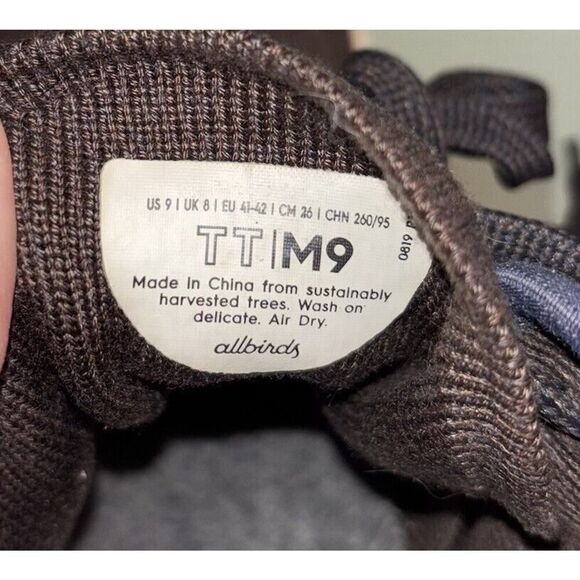 US 9 | UK 8 | EU 41-42 | CM 26 | CHN 260/95
TT|M9
Made in China from sustainably
harvested trees. Wash on
delicate. Air Dry.
allbirds
0819